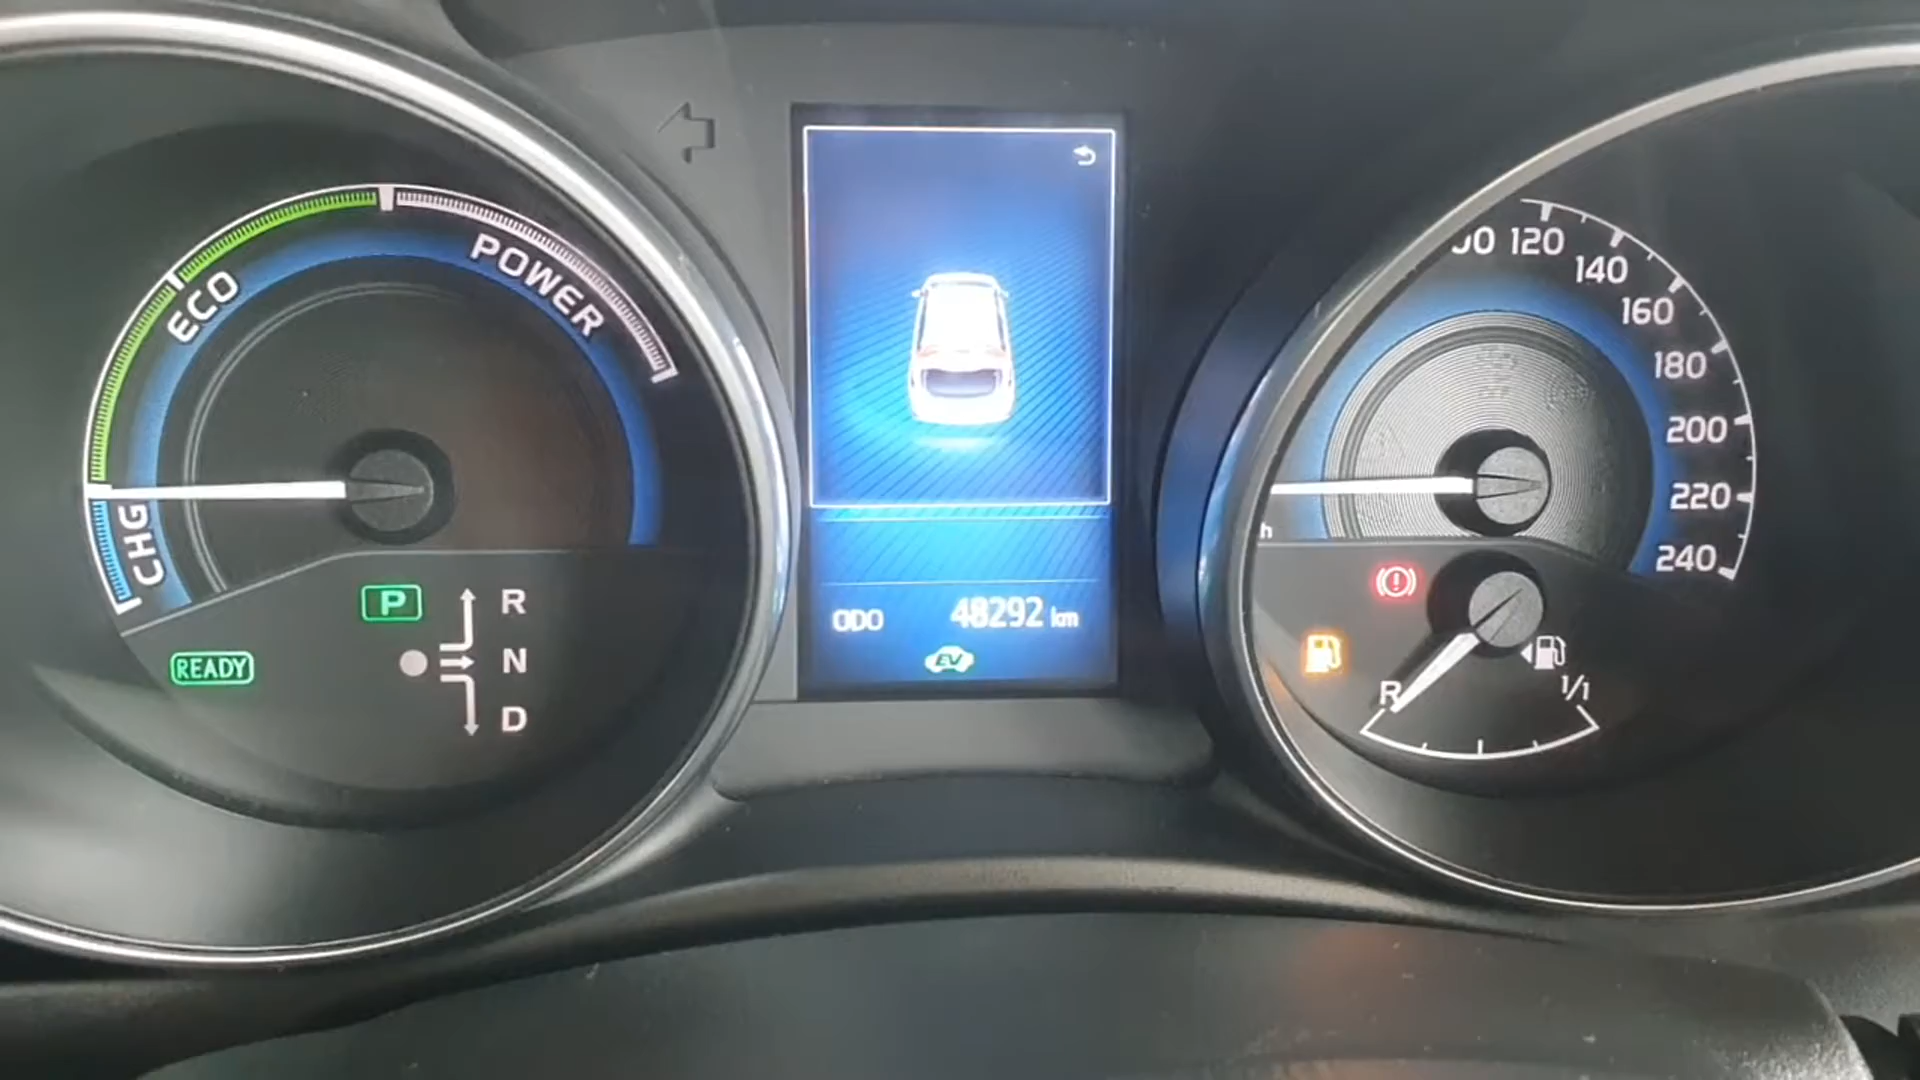 ECO
POWER
CHG
P
R
N
D
READY
ODO 48292 km
EV
120
140
160
180
200
220
240
h
R
1/1